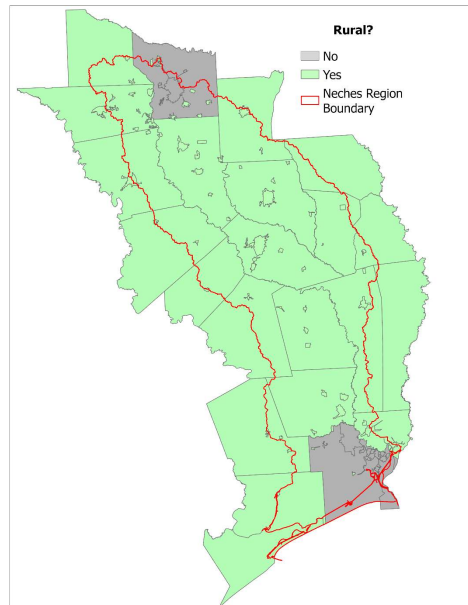 Rural?
No
Yes
Neches Region
Boundary